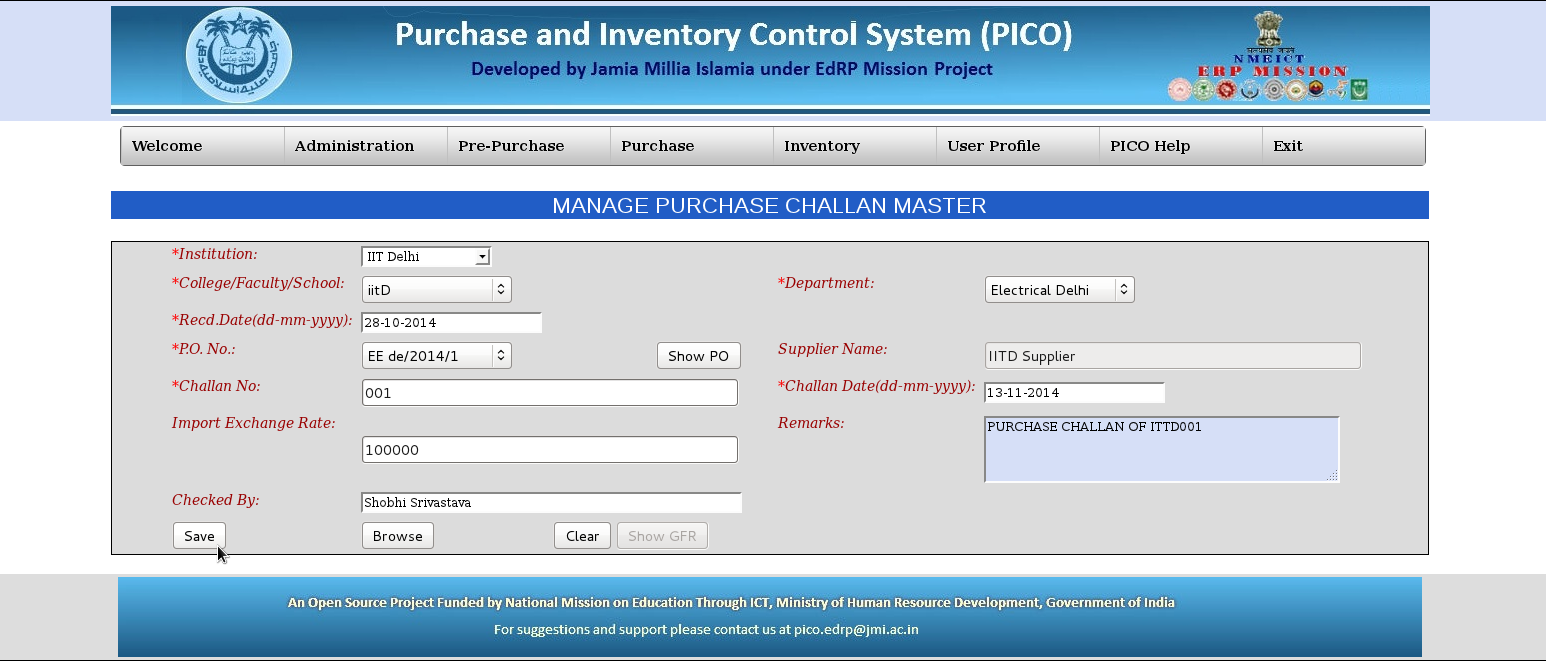 Purchase and Inventory Control System (PICO)
Developed by Jamia Millia Islamia under EdRP Mission Project
सत्यमेव जयते
NMEICT
ERP MISSION
Welcome Administration Pre-Purchase Purchase Inventory User Profile PICO Help Exit
MANAGE PURCHASE CHALLAN MASTER
*Institution: IIT Delhi
*College/Faculty/School: iitD *Department: Electrical Delhi
*Recd.Date(dd-mm-yyyy): 28-10-2014
*P.O. No.: EE de/2014/1 Show PO Supplier Name: IITD Supplier
*Challan No: 001 *Challan Date(dd-mm-yyyy): 13-11-2014
Import Exchange Rate: 100000 Remarks: PURCHASE CHALLAN OF ITTD001
Checked By: Shobhi Srivastava
Save Browse Clear Show GFR
An Open Source Project Funded by National Mission on Education Through ICT, Ministry of Human Resource Development, Government of India
For suggestions and support please contact us at pico.edrp@jmi.ac.in